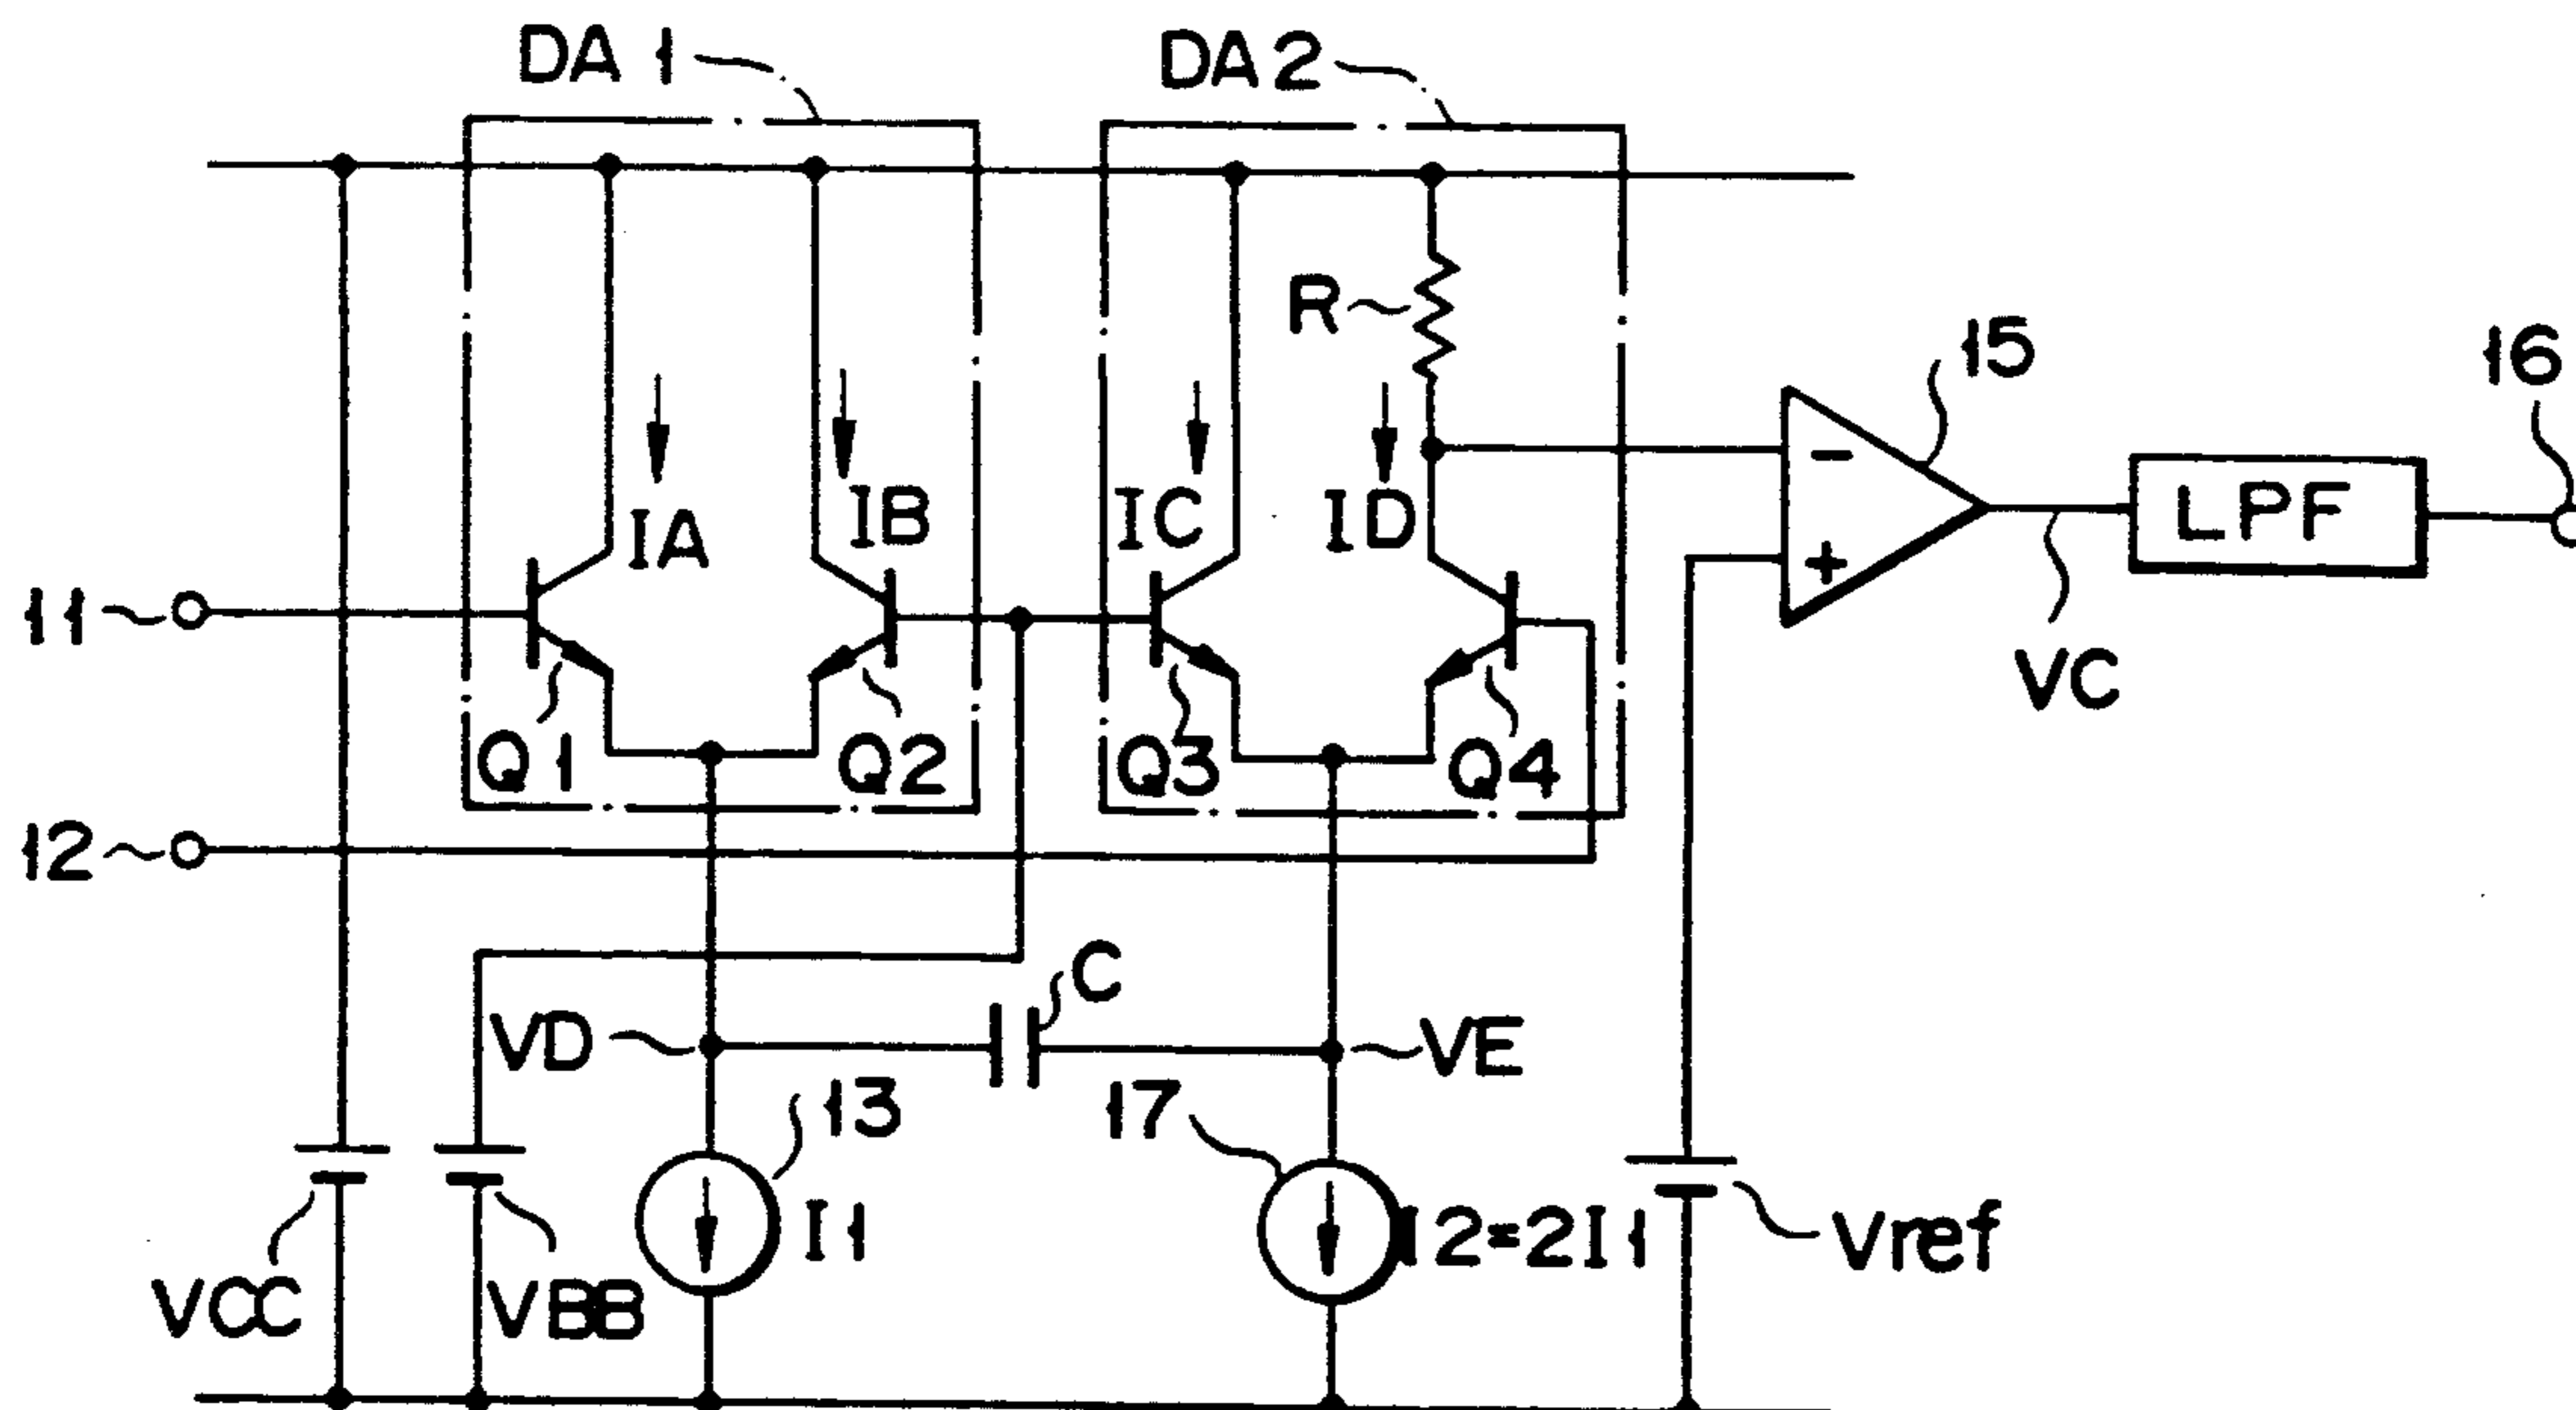 DA 1
DA 2
R
15
16
IA
IB
IC
ID
LPF
11
VC
Q1
Q2
Q3
Q4
12
C
VD
VE
13
17
I1
I2=2I1
Vref
VCC
VBB